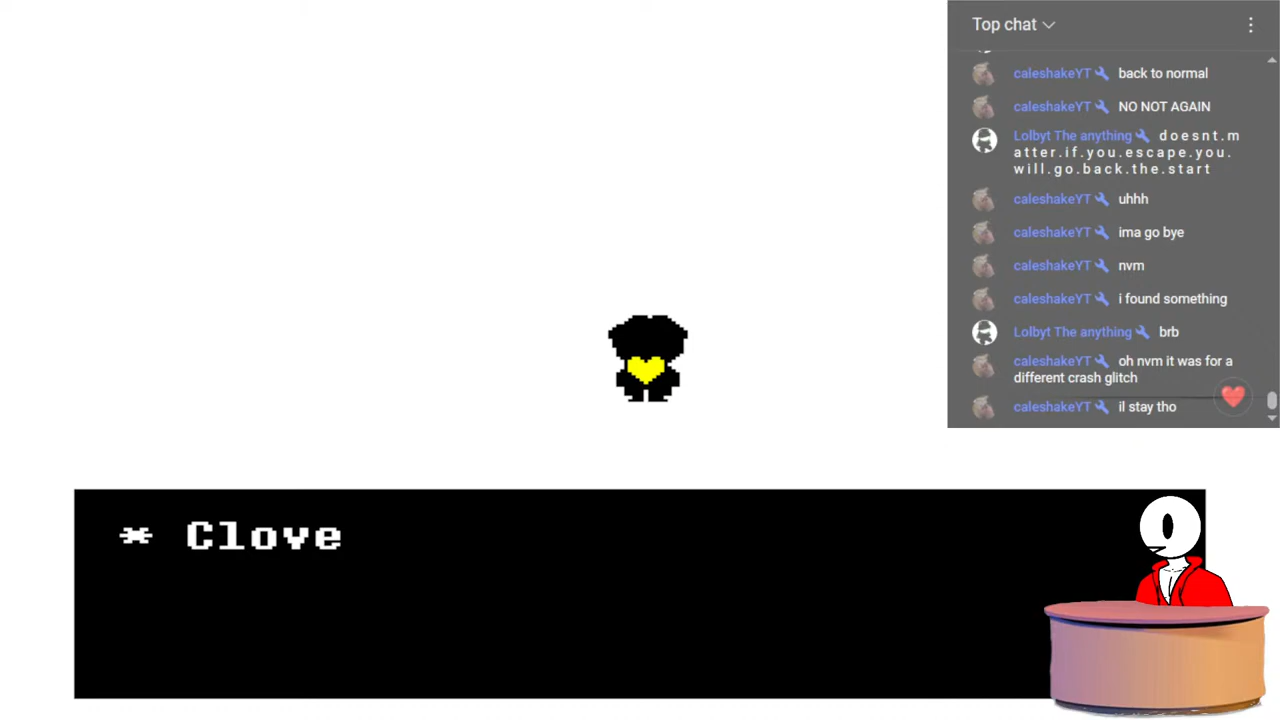 Top chat
caleshakeYT back to normal
caleshakeYT NO NOT AGAIN
Lolbyt The anything d o e s n t . m
a t t e r . i f . y o u . e s c a p e . y o u .
w i l l . g o . b a c k . t h e . s t a r t
caleshakeYT uhhh
caleshakeYT ima go bye
caleshakeYT nvm
caleshakeYT i found something
Lolbyt The anything brb
caleshakeYT oh nvm it was for a
different crash glitch
caleshakeYT il stay tho
* Clove